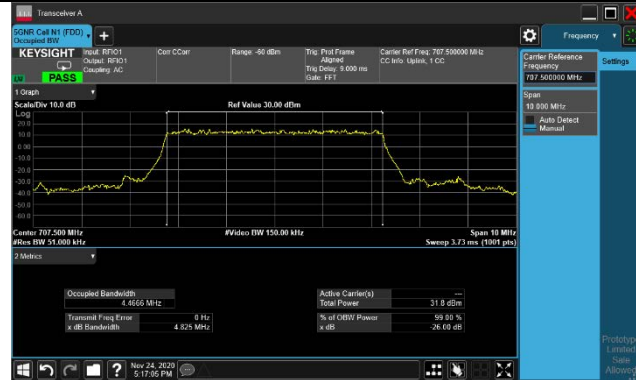 Transceiver A
5GNR Call N1 (FDD)
Occupied BW
Frequency
KEYSIGHT
Input: RFIO1
Output: RFIO1
Coupling: AC
Corr CCorr
Range: -60 dBm
Trig: Prot Frame
Aligned
Trig Delay: 9.000 ms
Gate: FFT
Carrier Ref Freq: 707.500000 MHz
CC Info: Uplink, 1 CC
PASS
Carrier Reference
Frequency
707.500000 MHz
Settings
Span
10.000 MHz
Auto Detect
Manual
1 Graph
Scale/Div 10.0 dB
Ref Value 30.00 dBm
Log
20.0
10.0
0.00
-10.0
-20.0
-30.0
-40.0
-50.0
-60.0
Center 707.500 MHz
#Video BW 150.00 kHz
Span 10 MHz
#Res BW 51.000 kHz
Sweep 3.73 ms (1001 pts)
2 Metrics
Occupied Bandwidth
4.4666 MHz
Active Carrier(s)
---
Total Power
31.8 dBm
Transmit Freq Error
0 Hz
% of OBW Power
99.00 %
x dB Bandwidth
4.825 MHz
x dB
-26.00 dB
Prototype
Limited
Sale
Allowed
Nov 24, 2020
5:17:05 PM